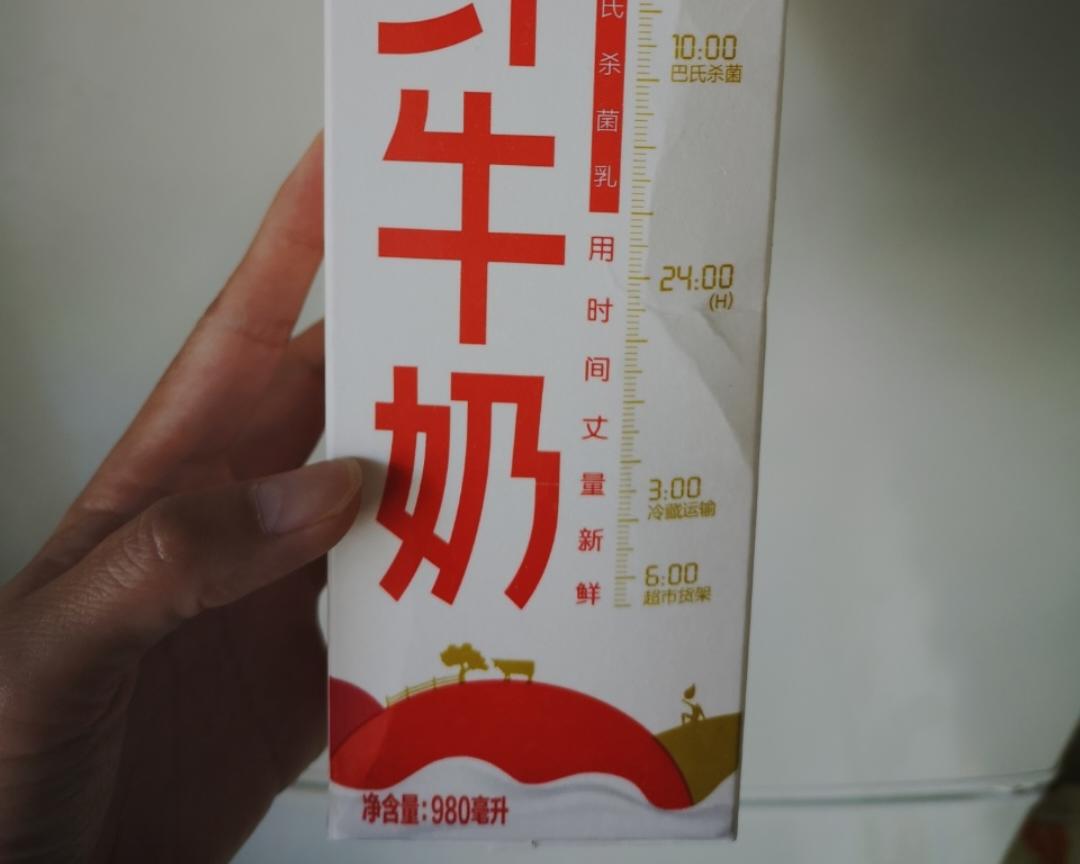 牛奶
氏杀菌乳
用时间丈量新鲜
10:00
巴氏杀菌
24:00
(H)
3:00
冷藏运输
6:00
超市货架
净含量:980毫升